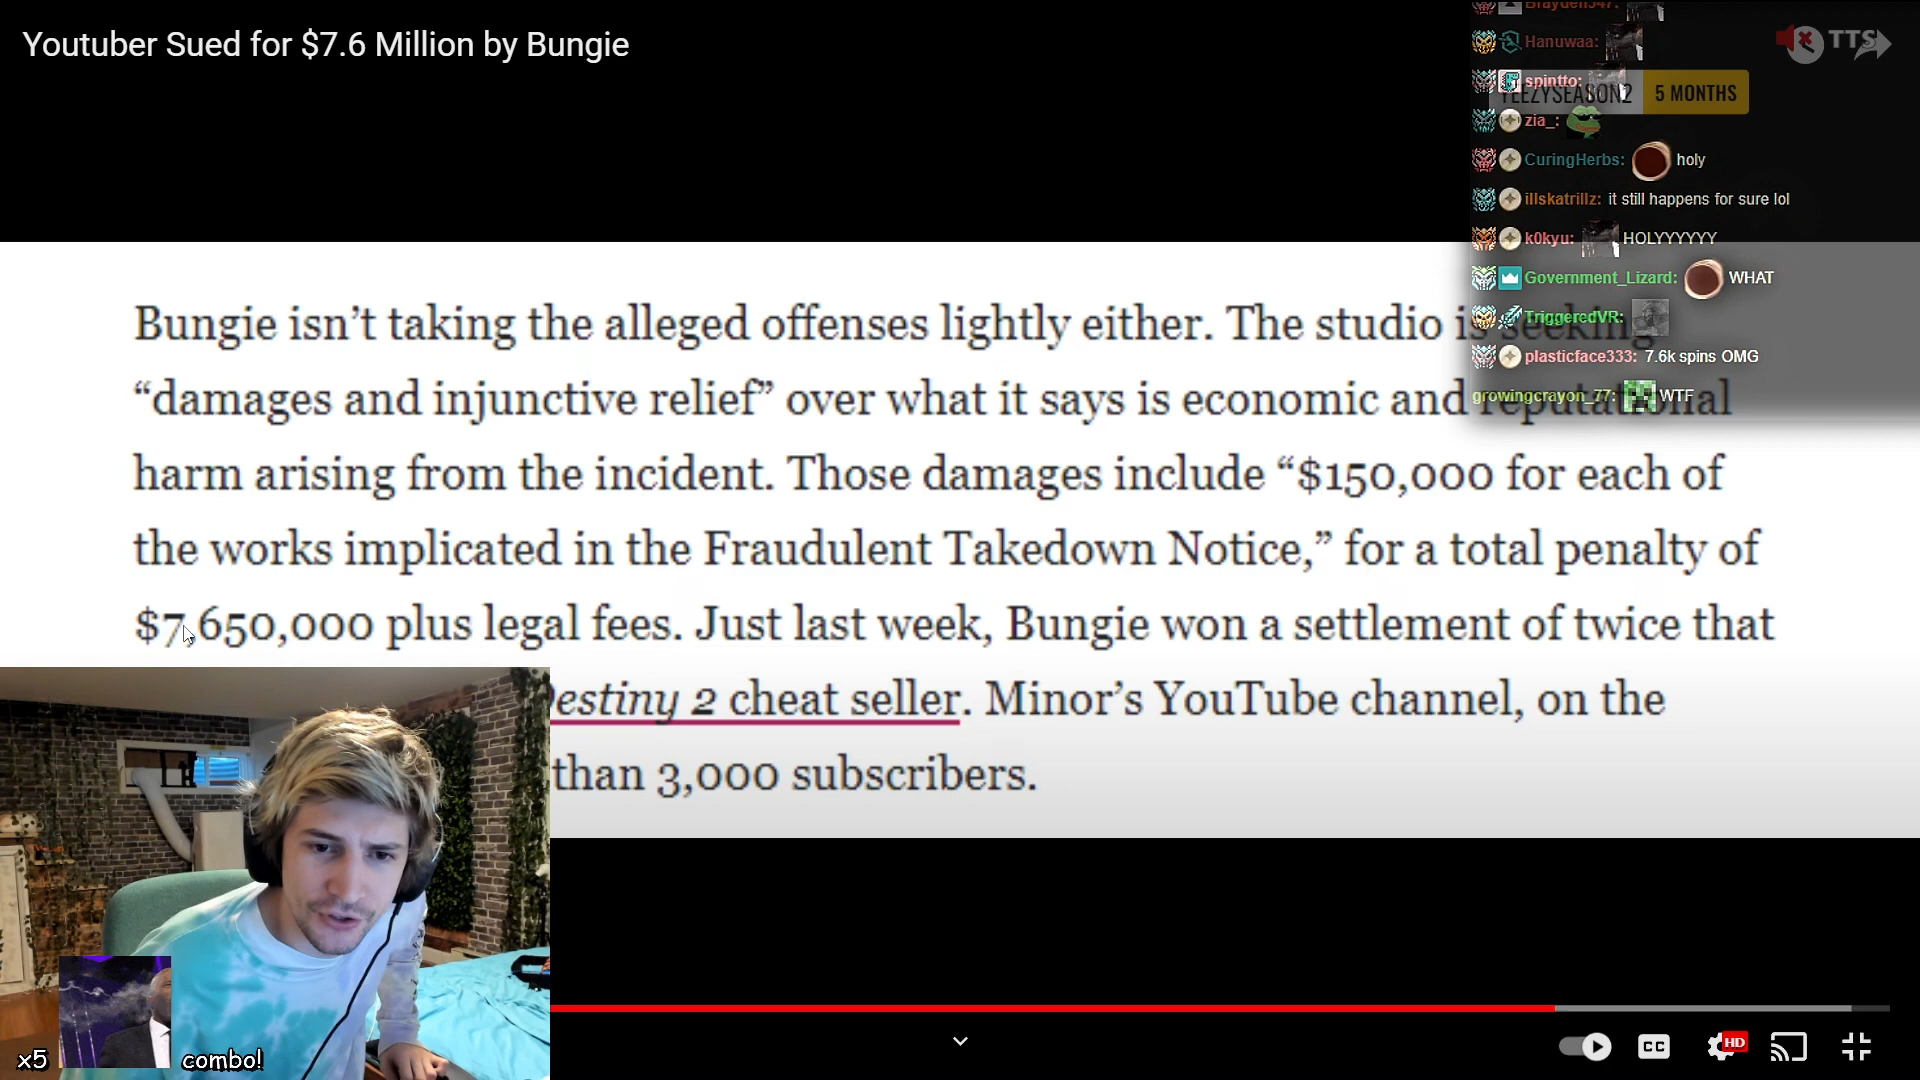 Youtuber Sued for $7.6 Million by Bungie
Hanuwaa:
TTS
spintto:
YEEZYSEASON2 5 MONTHS
zia_:
CuringHerbs: holy
illskatrillz: it still happens for sure lol
k0kyu: HOLYYYYYY
Government_Lizard: WHAT
TriggeredVR:
plasticface333: 7.6k spins OMG
growingcrayon_77: WTF
Bungie isn’t taking the alleged offenses lightly either. The studio is seeking
“damages and injunctive relief” over what it says is economic and reputational
harm arising from the incident. Those damages include “$150,000 for each of
the works implicated in the Fraudulent Takedown Notice,” for a total penalty of
$7,650,000 plus legal fees. Just last week, Bungie won a settlement of twice that
estiny 2 cheat seller. Minor’s YouTube channel, on the
than 3,000 subscribers.
x5 combo!
CC HD